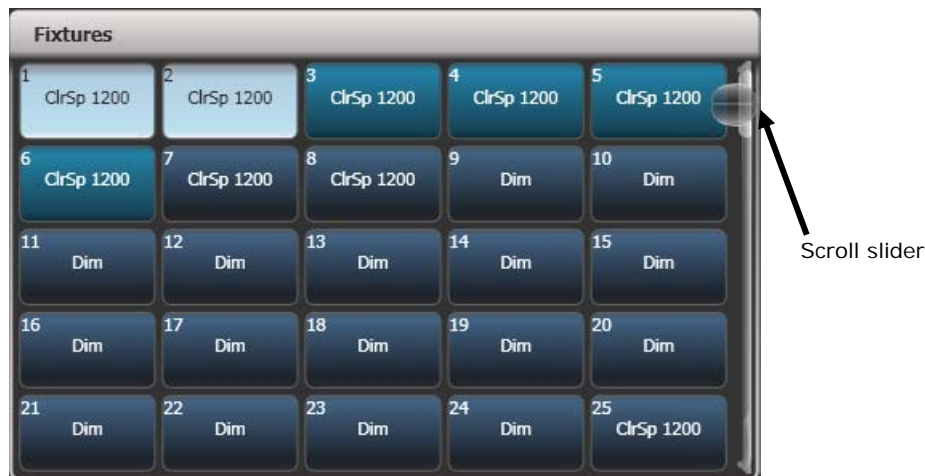 Fixtures
1 2 3 4 5
ClrSp 1200 ClrSp 1200 ClrSp 1200 ClrSp 1200 ClrSp 1200
6 7 8 9 10
ClrSp 1200 ClrSp 1200 ClrSp 1200 Dim Dim
11 12 13 14 15
Dim Dim Dim Dim Dim
Scroll slider
16 17 18 19 20
Dim Dim Dim Dim Dim
21 22 23 24 25
Dim Dim Dim Dim ClrSp 1200